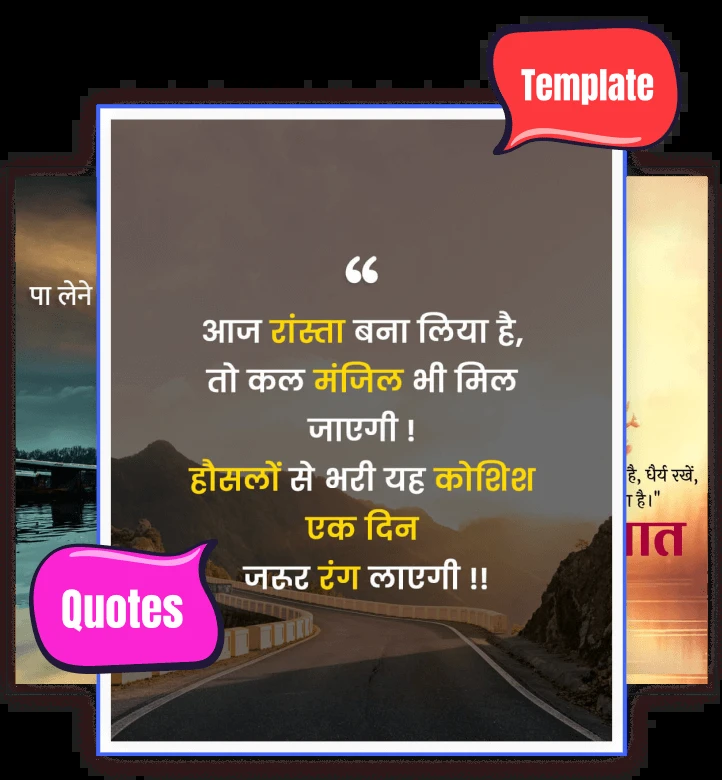 Template
“
आज रांस्ता बना लिया है,
तो कल मंजिल भी मिल
जाएगी !
हौसलों से भरी यह कोशिश
एक दिन
जरूर रंग लाएगी !!
Quotes
पा लेने
है, धैर्य रखें,
है।"